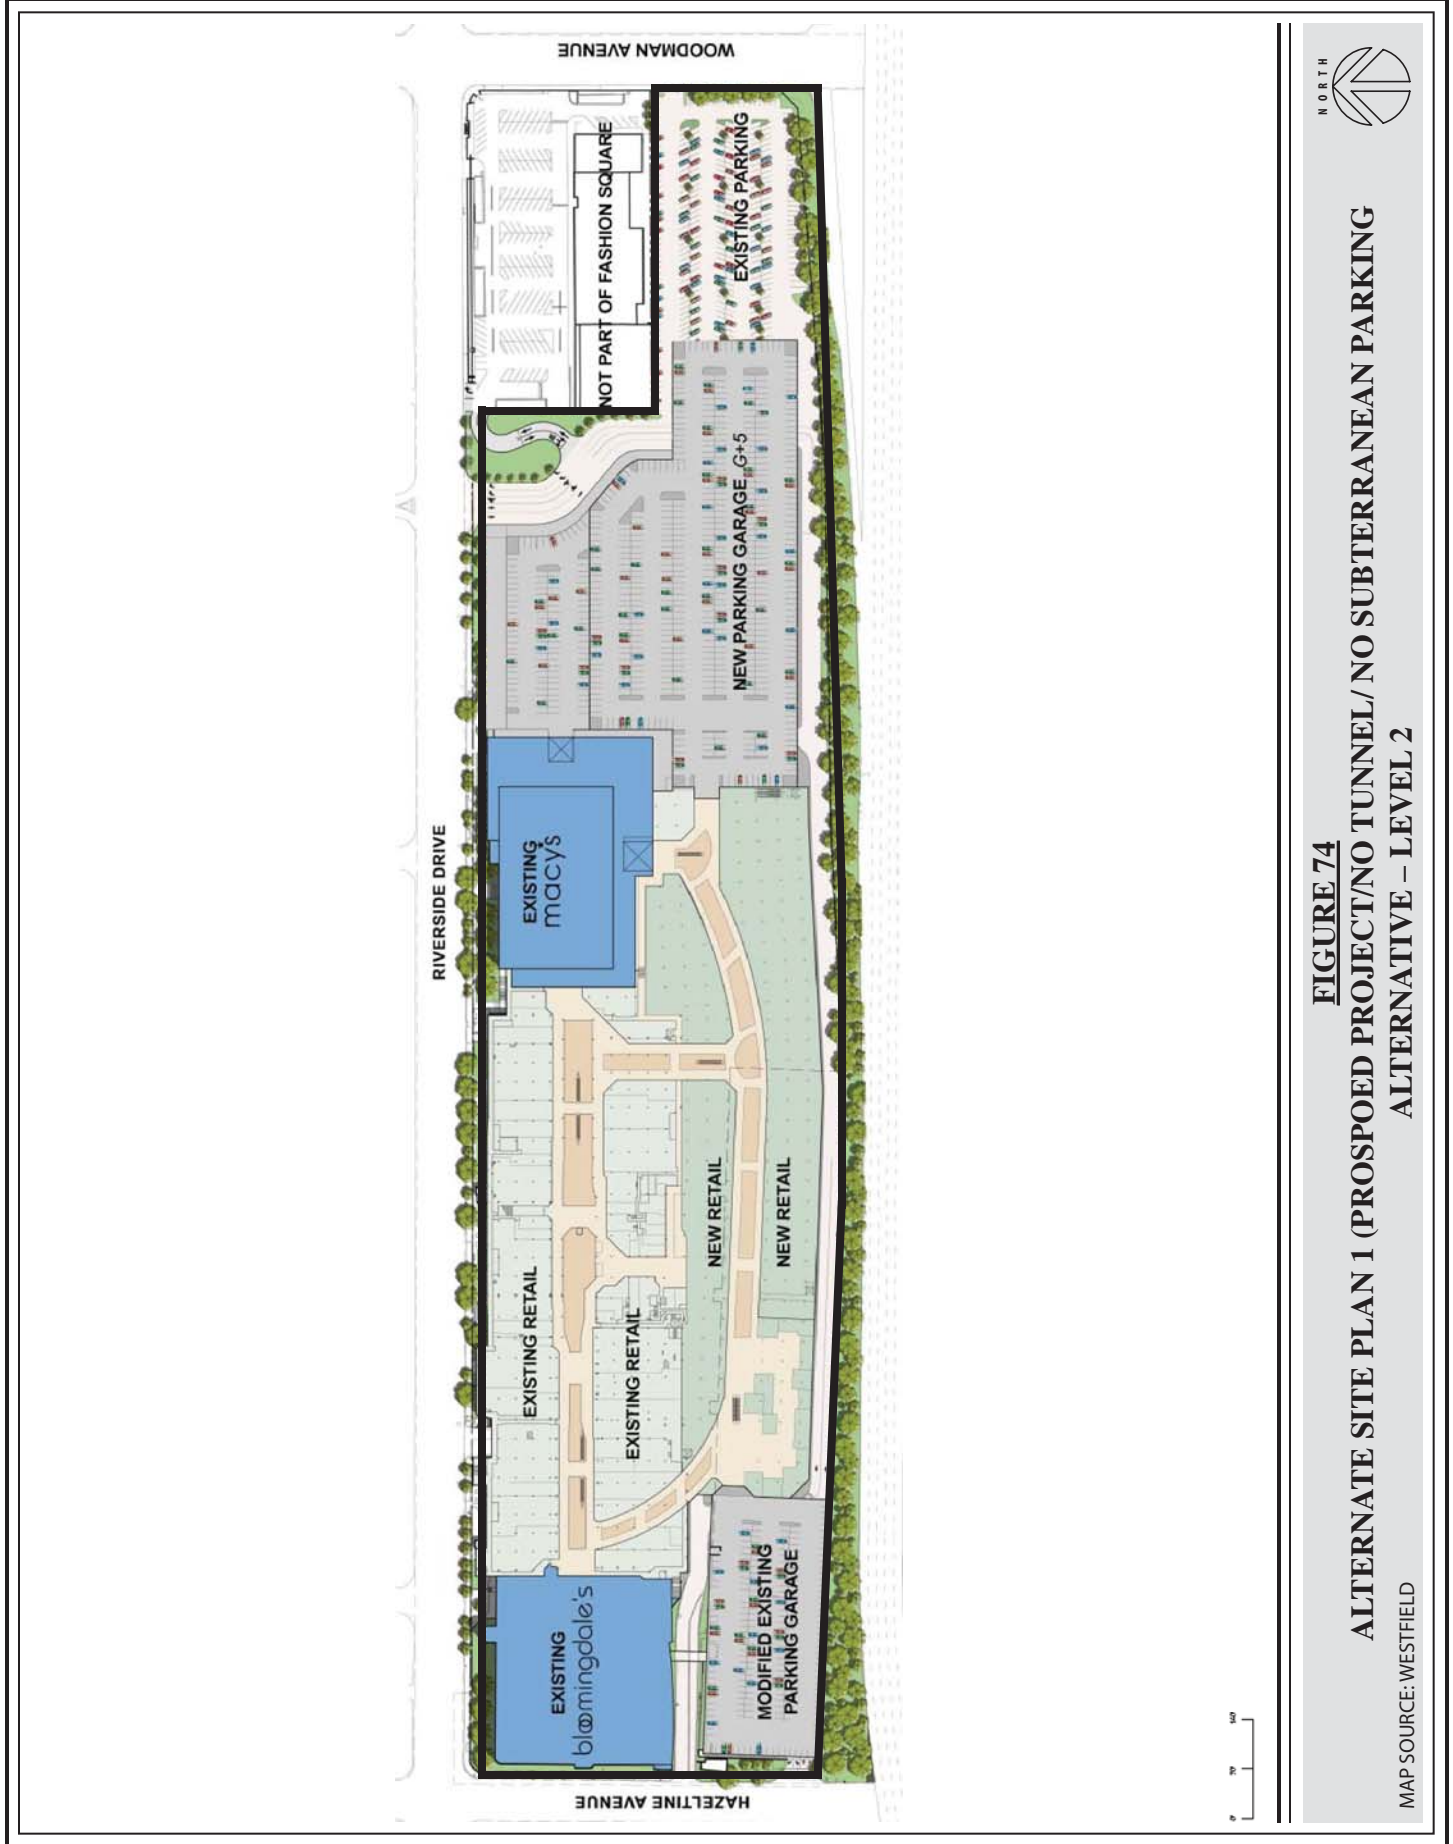 WOODMAN AVENUE
NOT PART OF FASHION SQUARE
EXISTING PARKING
NEW PARKING GARAGE G+5
RIVERSIDE DRIVE
EXISTING
macy's
NEW RETAIL
NEW RETAIL
EXISTING RETAIL
EXISTING RETAIL
EXISTING
bloomingdale's
MODIFIED EXISTING
PARKING GARAGE
HAZELTINE AVENUE
NORTH
FIGURE 74
ALTERNATE SITE PLAN 1 (PROSPOED PROJECT/NO TUNNEL/ NO SUBTERRANEAN PARKING
ALTERNATIVE – LEVEL 2
MAP SOURCE: WESTFIELD